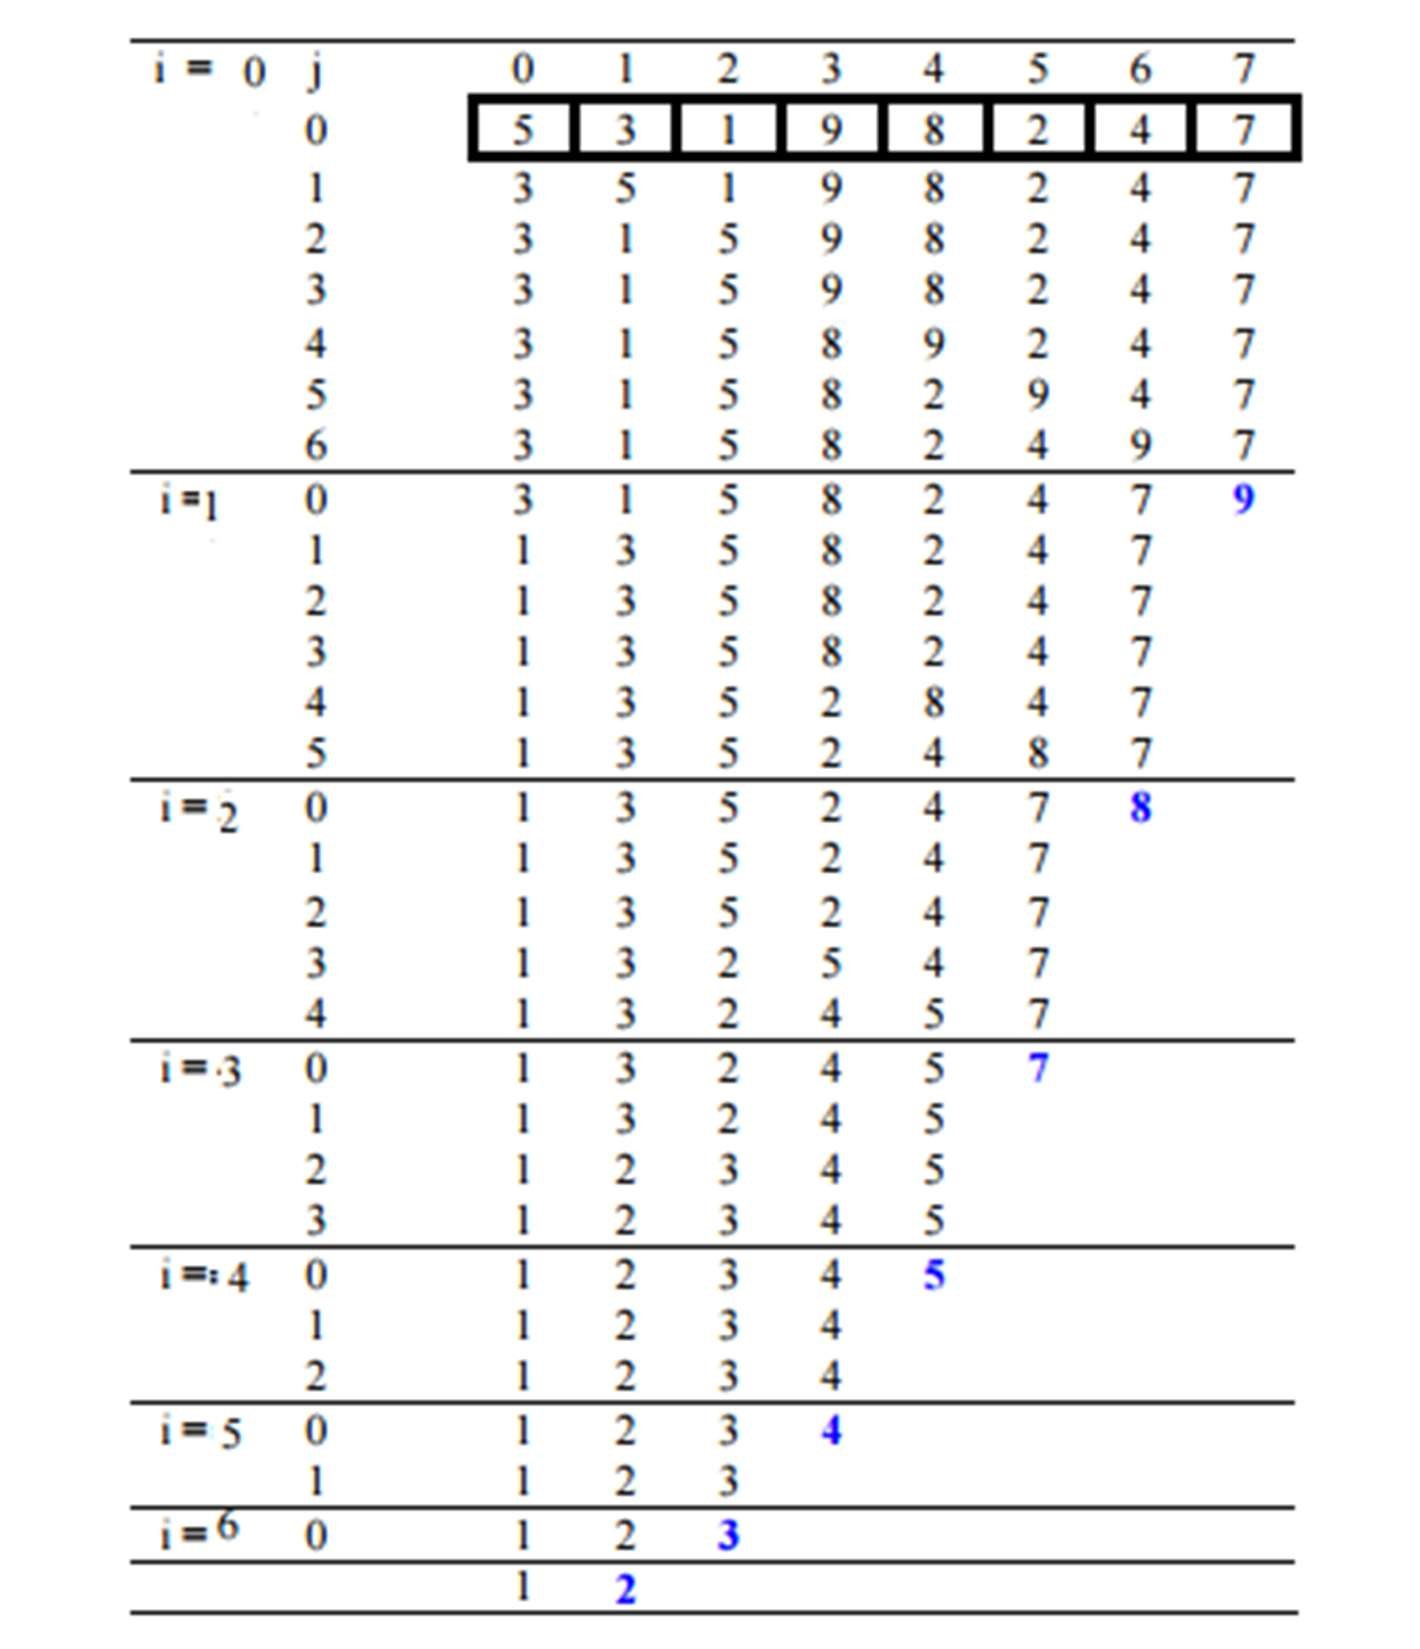 i = 0 j 0 1 2 3 4 5 6 7
0 5 3 1 9 8 2 4 7
1 3 5 1 9 8 2 4 7
2 3 1 5 9 8 2 4 7
3 3 1 5 9 8 2 4 7
4 3 1 5 8 9 2 4 7
5 3 1 5 8 2 9 4 7
6 3 1 5 8 2 4 9 7
i =1 0 3 1 5 8 2 4 7 9
1 1 3 5 8 2 4 7
2 1 3 5 8 2 4 7
3 1 3 5 8 2 4 7
4 1 3 5 2 8 4 7
5 1 3 5 2 4 8 7
i = 2 0 1 3 5 2 4 7 8
1 1 3 5 2 4 7
2 1 3 5 2 4 7
3 1 3 2 5 4 7
4 1 3 2 4 5 7
i = 3 0 1 3 2 4 5 7
1 1 3 2 4 5
2 1 2 3 4 5
3 1 2 3 4 5
i = 4 0 1 2 3 4 5
1 1 2 3 4
2 1 2 3 4
i = 5 0 1 2 3 4
1 1 2 3
i = 6 0 1 2 3
1 2